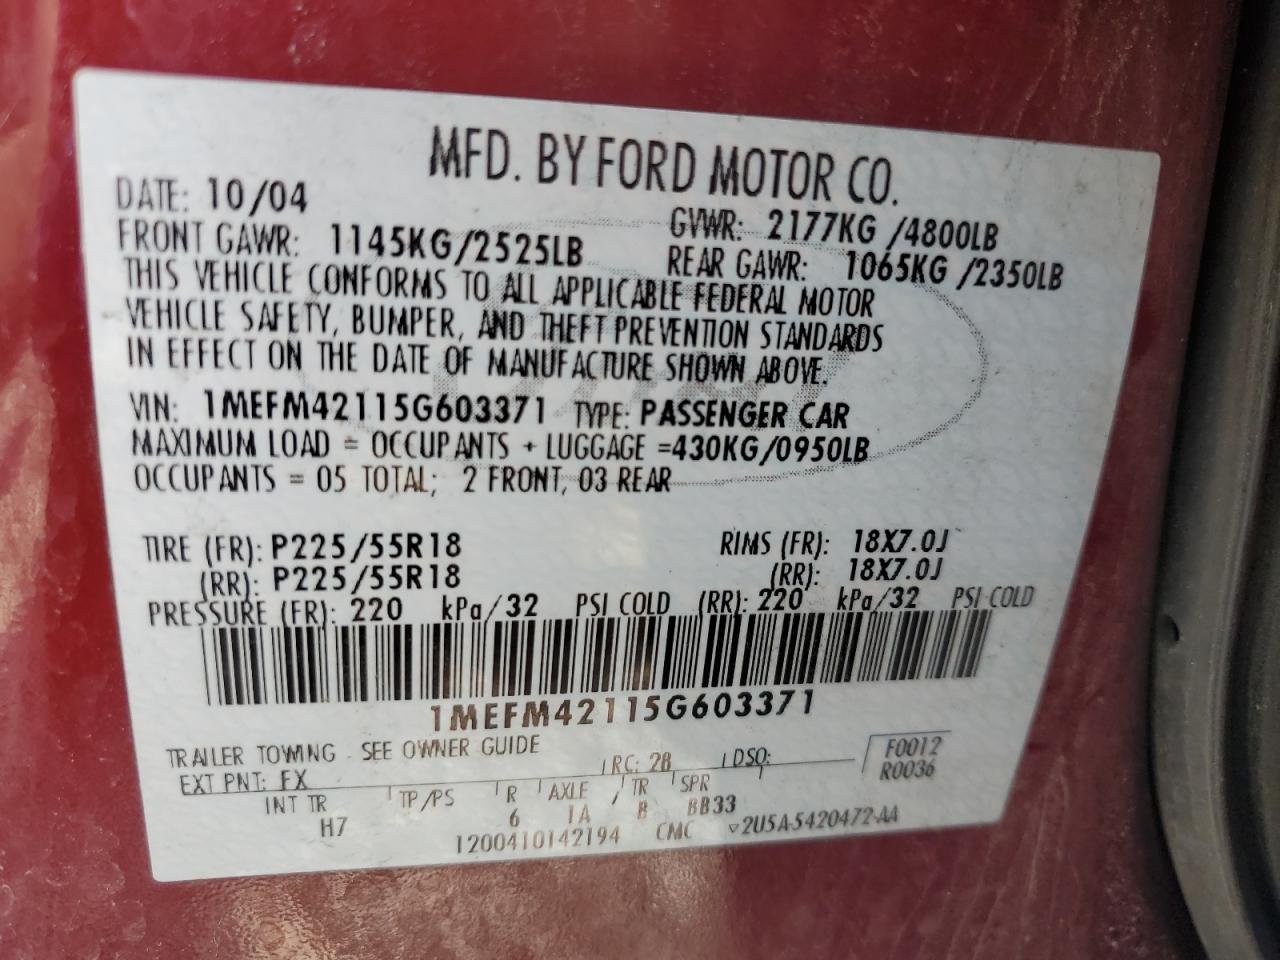 MFD. BY FORD MOTOR CO.
DATE: 10/04 GVWR: 2177KG /4800LB
FRONT GAWR: 1145KG/2525LB REAR GAWR: 1065KG /2350LB
THIS VEHICLE CONFORMS TO ALL APPLICABLE FEDERAL MOTOR
VEHICLE SAFETY, BUMPER, AND THEFT PREVENTION STANDARDS
IN EFFECT ON THE DATE OF MANUFACTURE SHOWN ABOVE.
VIN: 1MEFM42115G603371 TYPE: PASSENGER CAR
MAXIMUM LOAD = OCCUPANTS + LUGGAGE =430KG/0950LB
OCCUPANTS = 05 TOTAL; 2 FRONT, 03 REAR
TIRE (FR): P225/55R18 RIMS (FR): 18X7.0J
(RR): P225/55R18 (RR): 18X7.0J
PRESSURE (FR): 220 kPa/32 PSI COLD (RR): 220 kPa/32 PSI COLD
1MEFM42115G603371
TRAILER TOWING - SEE OWNER GUIDE
EXT PNT: FX RC: 28 DSO: F0012
R0036
INT TR TP/PS R AXLE TR SPR
H7 6 1A B BB33
1200410142194 CMC 2U5A-5420472-AA